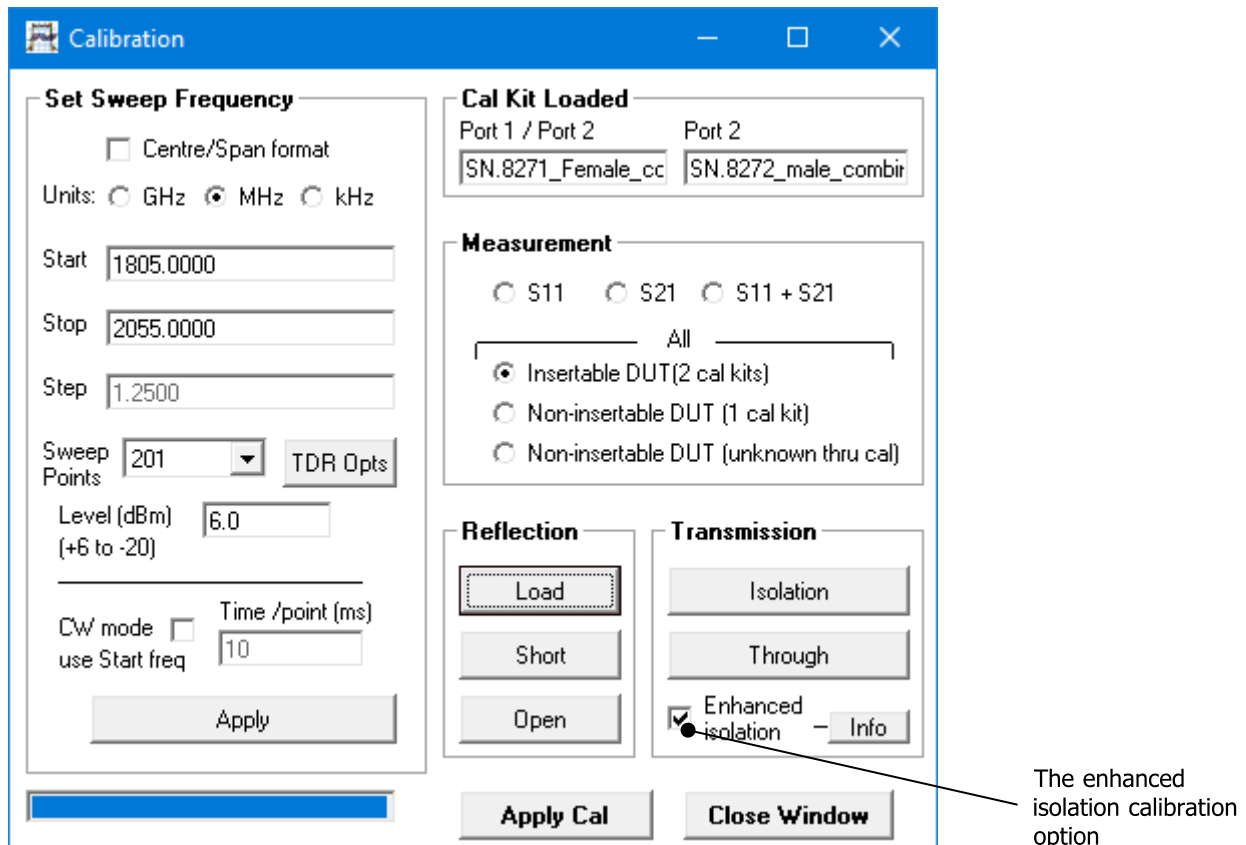 Calibration
Set Sweep Frequency
Centre/Span format
Units: GHz MHz kHz
Start 1805.0000
Stop 2055.0000
Step 1.2500
Sweep Points 201 TDR Opts
Level (dBm) 6.0
(+6 to -20)
CW mode Time /point (ms)
use Start freq 10
Apply
Cal Kit Loaded
Port 1 / Port 2 Port 2
SN.8271_Female_cc SN.8272_male_combir
Measurement
S11 S21 S11 + S21
All
Insertable DUT(2 cal kits)
Non-insertable DUT (1 cal kit)
Non-insertable DUT (unknown thru cal)
Reflection
Load
Short
Open
Transmission
Isolation
Through
Enhanced
isolation – Info
Apply Cal Close Window
The enhanced
isolation calibration
option